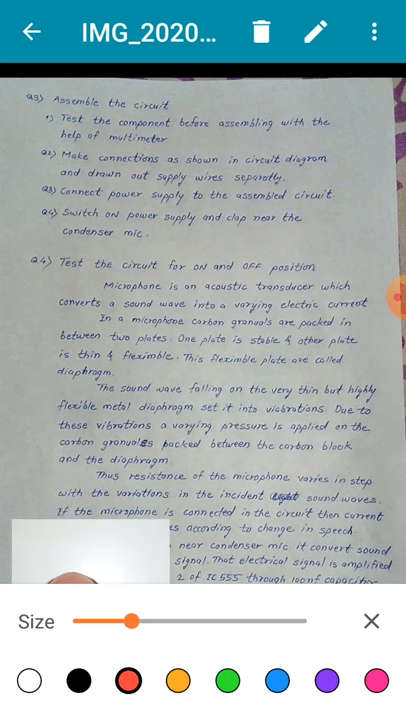 IMG_2020...
Q3) Assemble the circuit
1) Test the component before assembling with the
help of multimeter
Q2) Make connections as shown in circuit diagram
and drawn out supply wires separatly.
Q3) Connect power supply to the assembled circuit.
Q4) Switch ON power supply and clap near the
condenser mic.
Q4) Test the circuit for ON and OFF position
Microphone is an acoustic transducer which
converts a sound wave into a varying electric current
In a microphone carbon granuals are packed in
between two plates. One plate is stable & other plate
is thin & fleximble. This fleximble plate are called
diaphragm.
The sound wave falling on the very thin but highly
flexible metal diaphragm set it into vicbrations. Due to
these vibrations a varying pressure is applied on the
carbon granuals packed between the carbon block
and the diaphragm
Thus resistance of the microphone varies in step
with the variations in the incident sound waves.
If the microphone is connected in the circuit then current
es according to change in speech.
near condenser mic it convert sound
signal. That electrical signal is amplified
2 of IC 555 through 100nf capacitor
Size